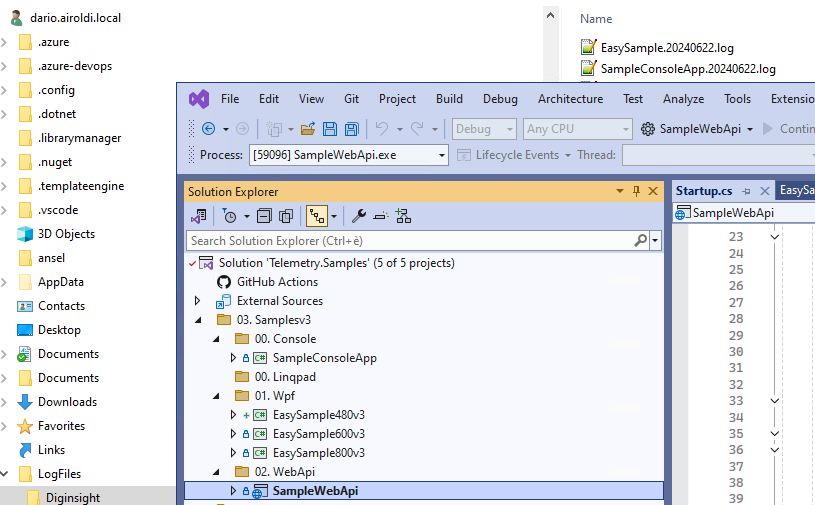 dario.airoldi.local
.azure
.azure-devops
.config
.dotnet
.librarymanager
.nuget
.templateengine
.vscode
3D Objects
ansel
AppData
Contacts
Desktop
Documents
Documents
Downloads
Favorites
Links
LogFiles
Diginsight
Name
EasySample.20240622.log
SampleConsoleApp.20240622.log
File Edit View Git Project Build Debug Architecture Test Analyze Tools Extensio
Debug Any CPU SampleWebApi Contin
Process: [59096] SampleWebApi.exe Lifecycle Events Thread:
Solution Explorer
Search Solution Explorer (Ctrl+è)
Solution 'Telemetry.Samples' (5 of 5 projects)
GitHub Actions
External Sources
03. Samplesv3
00. Console
C# SampleConsoleApp
00. Linqpad
01. Wpf
C# EasySample480v3
C# EasySample600v3
C# EasySample800v3
02. WebApi
SampleWebApi
Startup.cs EasySa
SampleWebApi
23
24
25
26
27
28
29
30
31
32
33
34
35
36
37
38
39